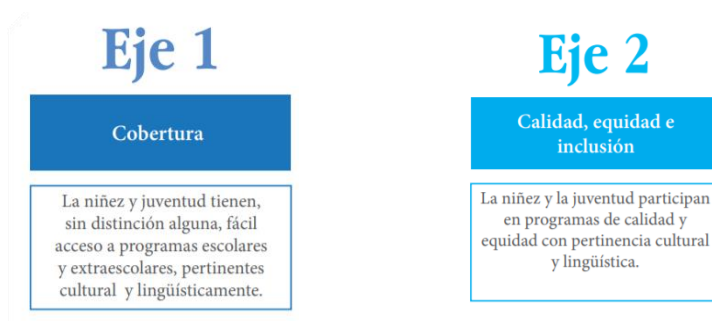 Eje 1
Cobertura
La niñez y juventud tienen,
sin distinción alguna, fácil
acceso a programas escolares
y extraescolares, pertinentes
cultural y lingüísticamente.
Eje 2
Calidad, equidad e
inclusión
La niñez y la juventud participan
en programas de calidad y
equidad con pertinencia cultural
y lingüística.